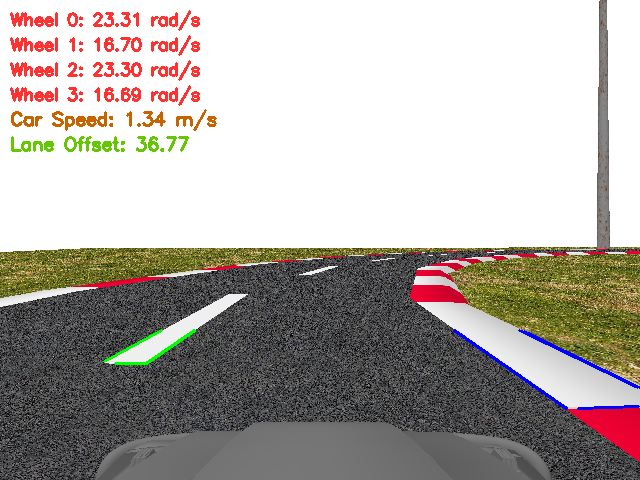 Wheel 0: 23.31 rad/s
Wheel 1: 16.70 rad/s
Wheel 2: 23.30 rad/s
Wheel 3: 16.69 rad/s
Car Speed: 1.34 m/s
Lane Offset: 36.77